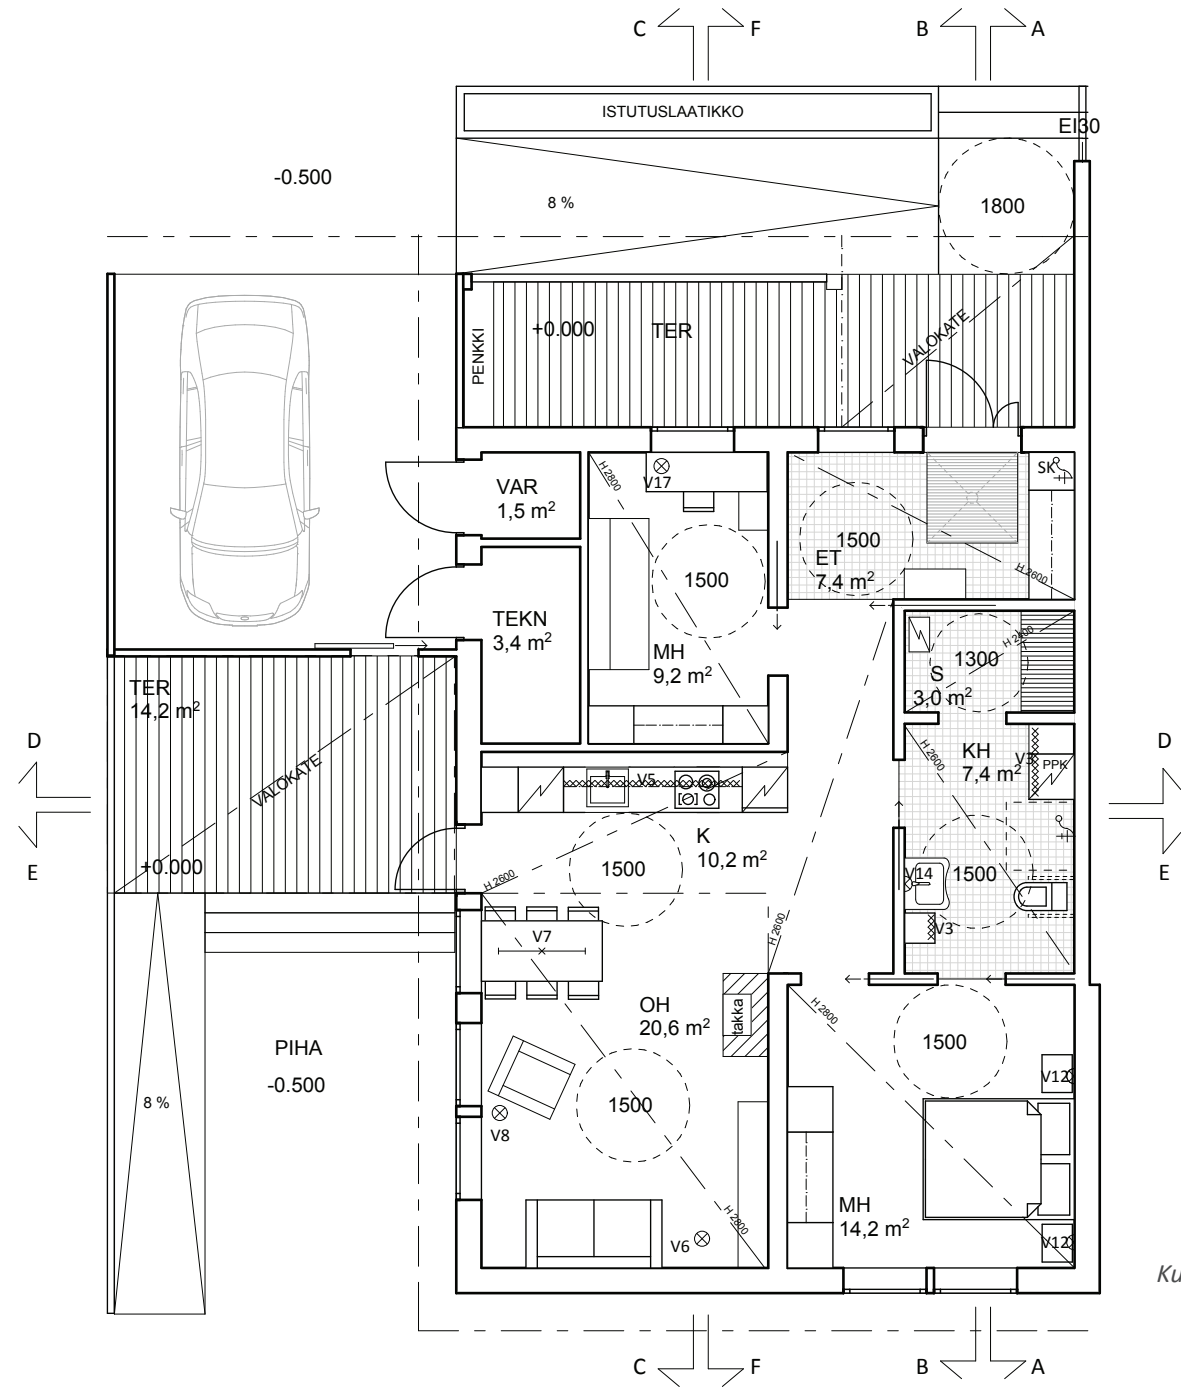 C F B A
ISTUTUSLAATIKKO
EI30
-0.500
8 %
1800
PENKKI
+0.000
TER
VALOKATE
VAR
1,5 m²
H 2800
V17
SK
1500
ET
7,4 m²
H 2600
1500
TEKN
3,4 m²
MH
9,2 m²
H 2400
1300
S
3,0 m²
TER
14,2 m²
VALOKATE
+0.000
D
E
KH
7,4 m²
H 2600
V3
PPK
D
E
V5
K
10,2 m²
1500
H 2600
V14
1500
V3
H 2600
V7
OH
20,6 m²
takka
H 2800
1500
PIHA
-0.500
8 %
V8
1500
V12
V6
H 2800
MH
14,2 m²
V12
Ku
C F B A